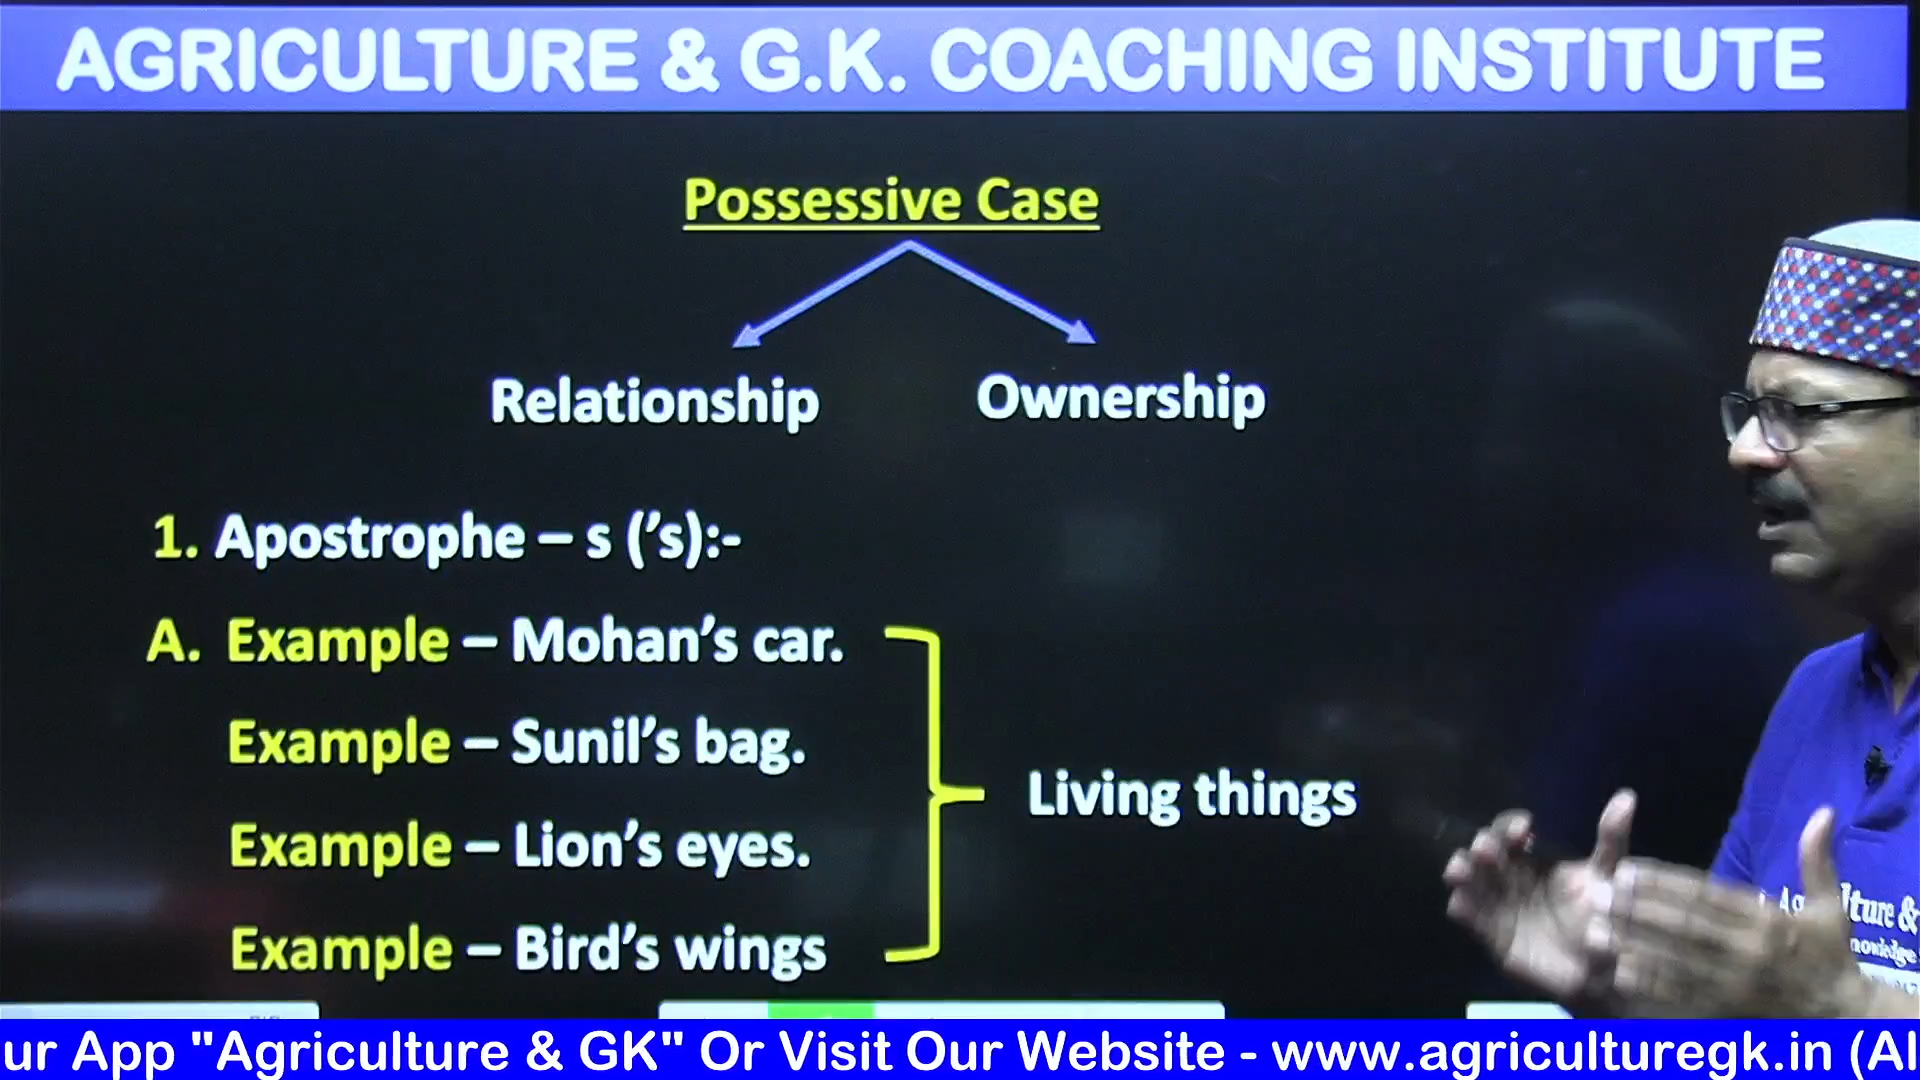 AGRICULTURE & G.K. COACHING INSTITUTE
Possessive Case
Relationship
Ownership
1. Apostrophe – s (’s):-
A. Example – Mohan’s car.
Example – Sunil’s bag.
Example – Lion’s eyes.
Example – Bird’s wings
Living things
&
ur App "Agriculture & GK" Or Visit Our Website - www.agriculturegk.in (Al